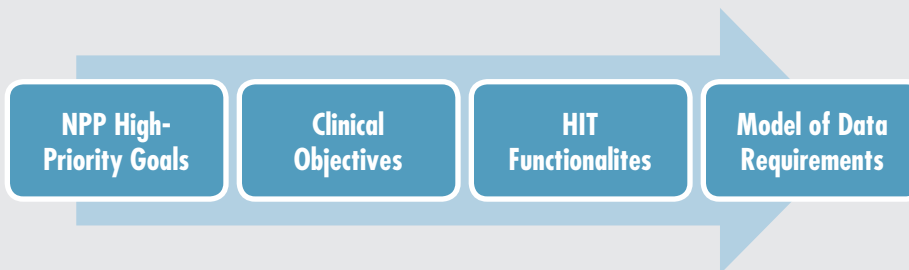 NPP High-
Priority Goals
Clinical
Objectives
HIT
Functionalites
Model of Data
Requirements